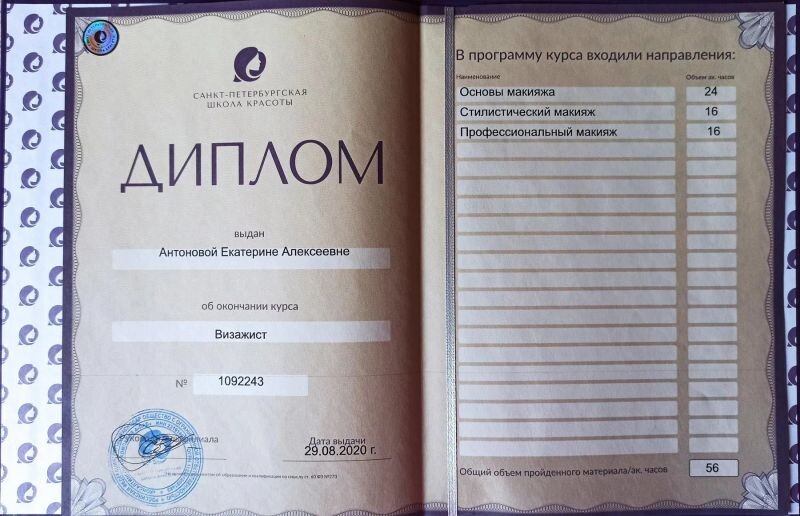 САНКТ-ПЕТЕРБУРГСКАЯ
ШКОЛА КРАСОТЫ
ДИПЛОМ
выдан
Антоновой Екатерине Алексеевне
об окончании курса
Визажист
№ 1092243
Руководитель филиала
Дата выдачи
29.08.2020 г.
В программу курса входили направления:
Наименование Объем ак. часов
Основы макияжа 24
Стилистический макияж 16
Профессиональный макияж 16
Общий объем пройденного материала/ак. часов 56